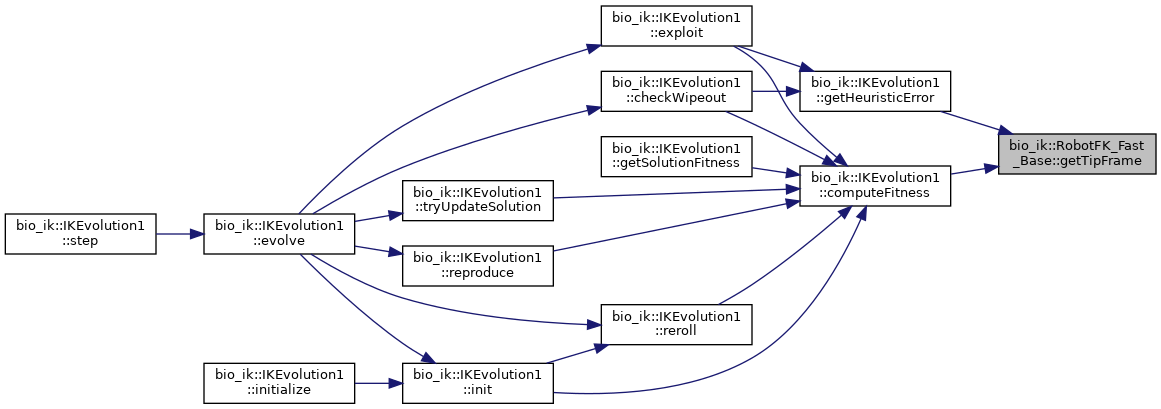 bio_ik::IKEvolution1
::exploit
bio_ik::IKEvolution1
::checkWipeout
bio_ik::IKEvolution1
::getHeuristicError
bio_ik::RobotFK_Fast
_Base::getTipFrame
bio_ik::IKEvolution1
::getSolutionFitness
bio_ik::IKEvolution1
::computeFitness
bio_ik::IKEvolution1
::tryUpdateSolution
bio_ik::IKEvolution1
::step
bio_ik::IKEvolution1
::evolve
bio_ik::IKEvolution1
::reproduce
bio_ik::IKEvolution1
::reroll
bio_ik::IKEvolution1
::initialize
bio_ik::IKEvolution1
::init